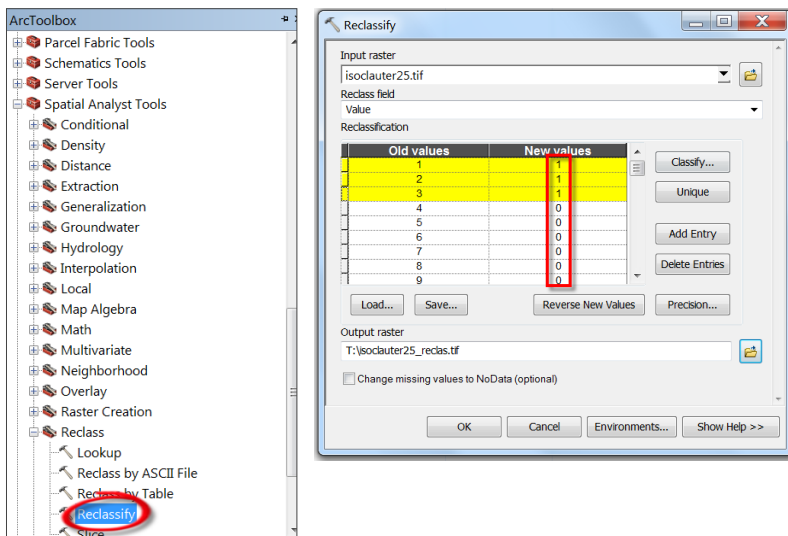 ArcToolbox
Parcel Fabric Tools
Schematics Tools
Server Tools
Spatial Analyst Tools
Conditional
Density
Distance
Extraction
Generalization
Groundwater
Hydrology
Interpolation
Local
Map Algebra
Math
Multivariate
Neighborhood
Overlay
Raster Creation
Reclass
Lookup
Reclass by ASCII File
Reclass by Table
Reclassify
Slice
Reclassify
Input raster
isoclauter25.tif
Reclass field
Value
Reclassification
Old values New values
1 1
2 1
3 1
4 0
5 0
6 0
7 0
8 0
9 0
Classify...
Unique
Add Entry
Delete Entries
Load... Save... Reverse New Values Precision...
Output raster
T:\isoclauter25_reclas.tif
Change missing values to NoData (optional)
OK Cancel Environments... Show Help >>